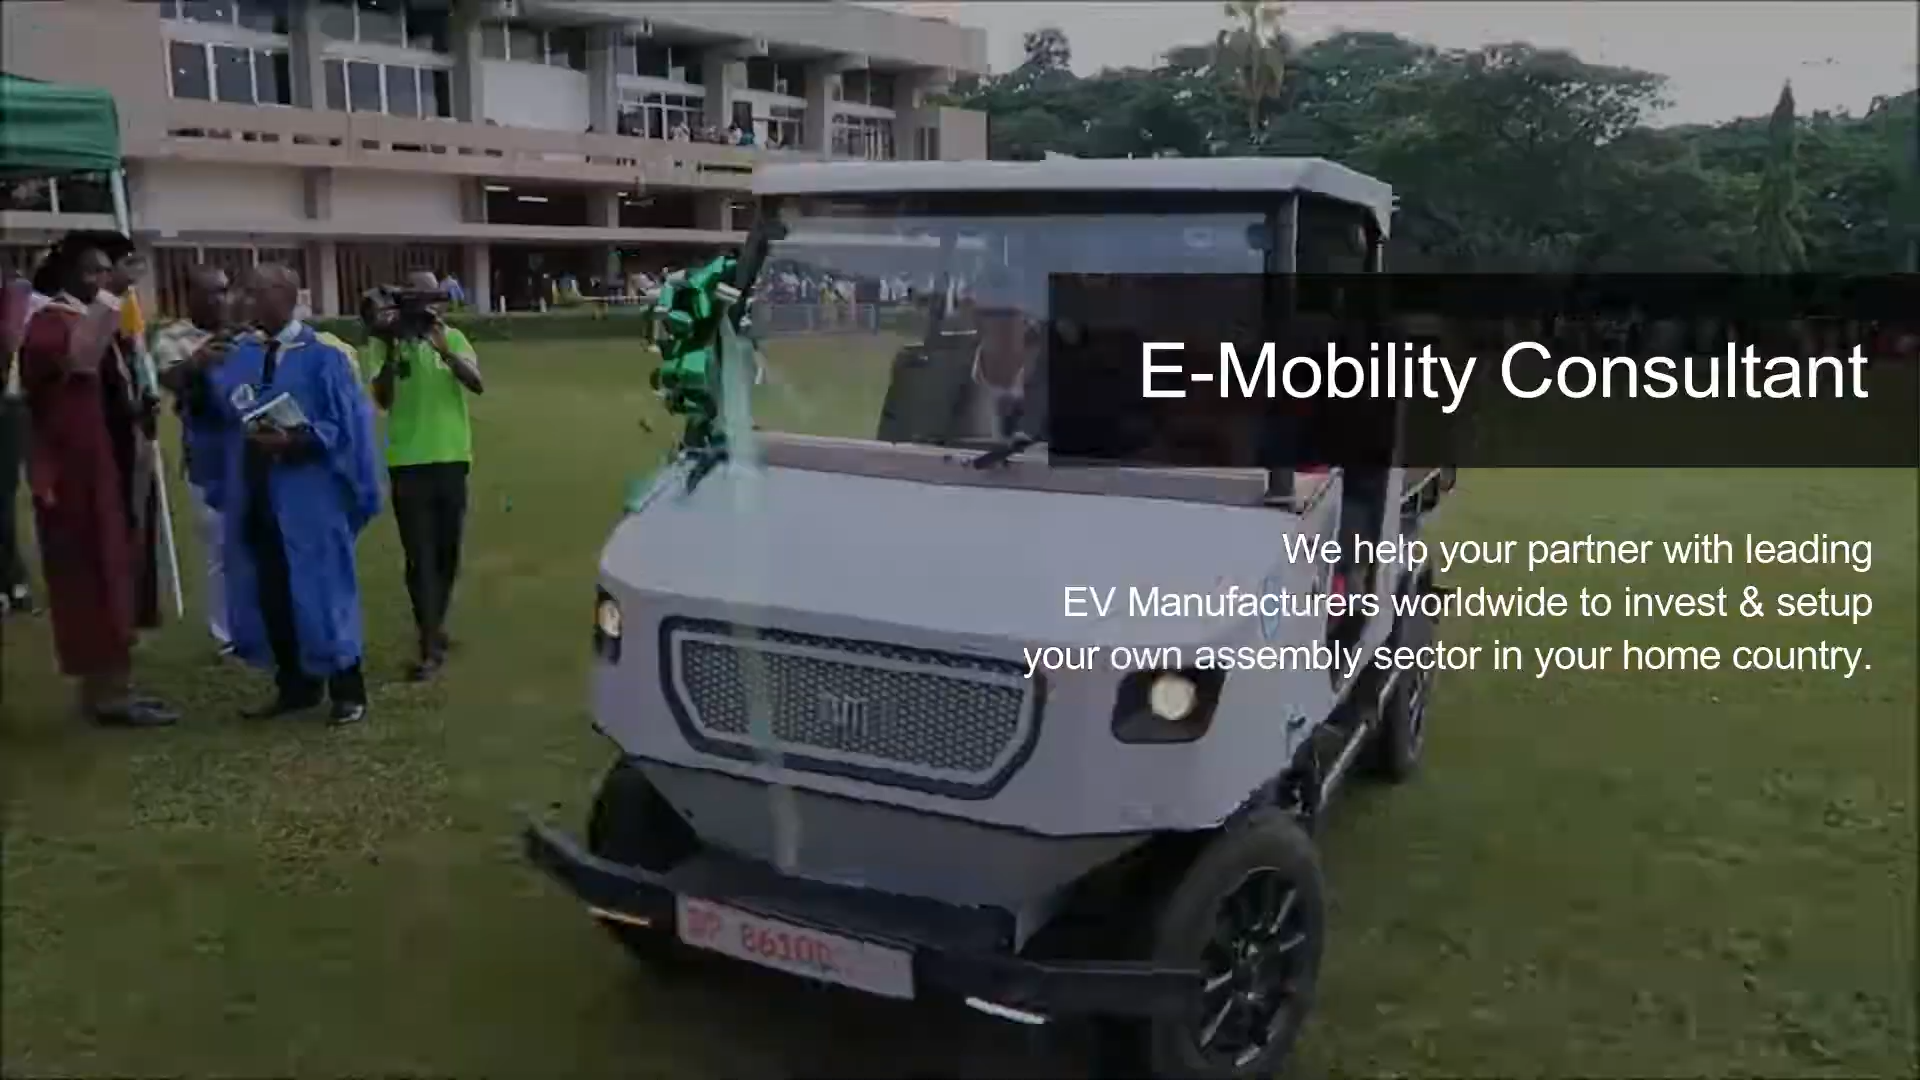 E-Mobility Consultant
We help your partner with leading
EV Manufacturers worldwide to invest & setup
your own assembly sector in your home country.